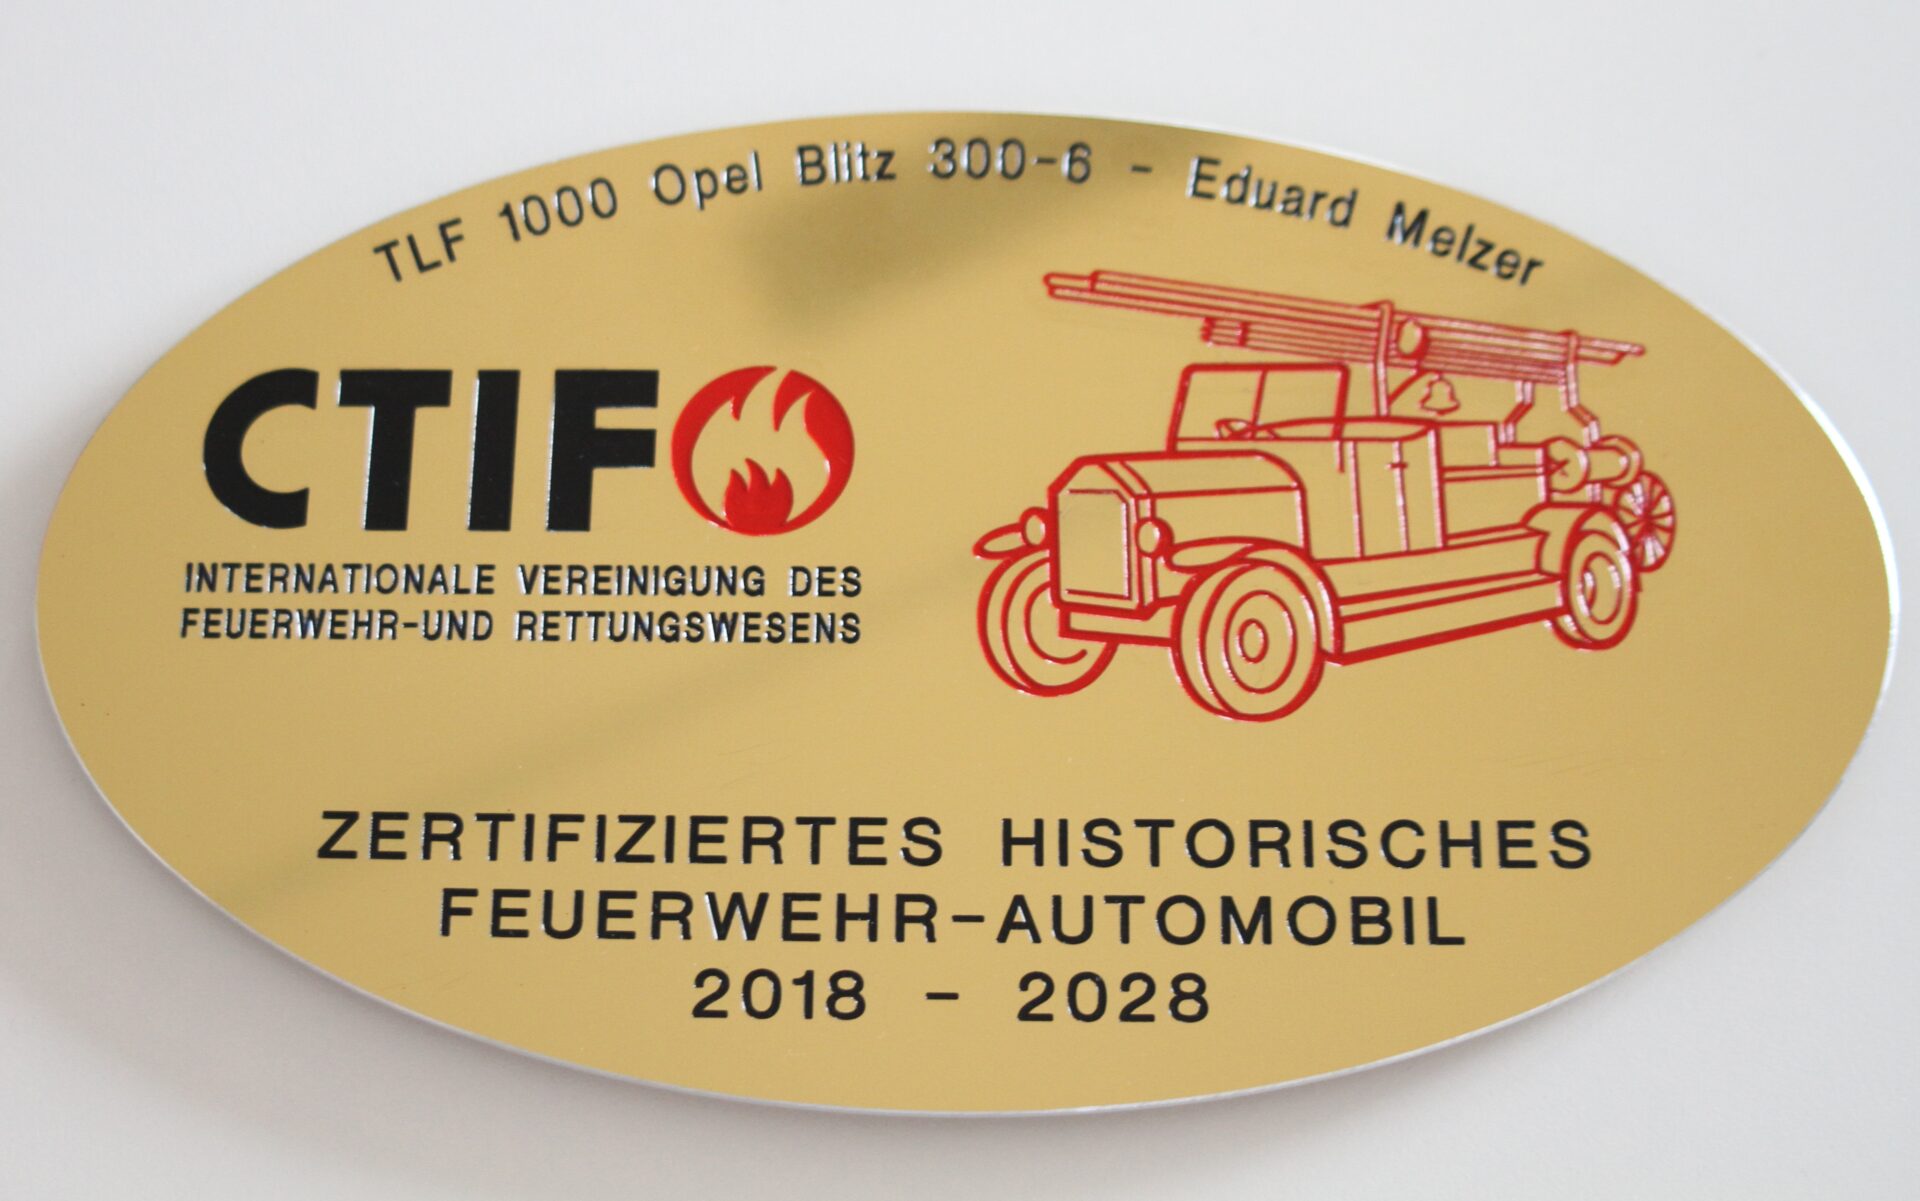 TLF 1000 Opel Blitz 300-6 - Eduard Melzer
CTIF
INTERNATIONALE VEREINIGUNG DES
FEUERWEHR-UND RETTUNGSWESENS
ZERTIFIZIERTES HISTORISCHES
FEUERWEHR-AUTOMOBIL
2018 - 2028